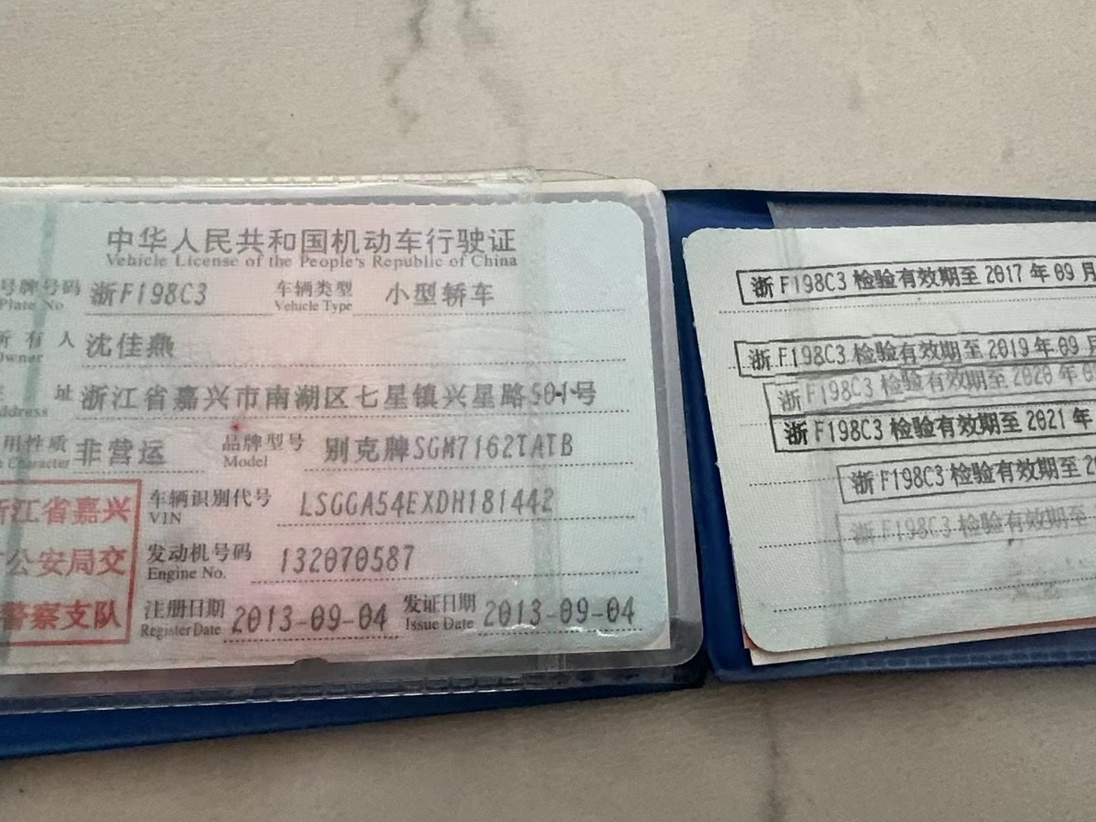 中华人民共和国机动车行驶证
Vehicle License of the People's Republic of China
号牌号码 浙F198C3 车辆类型 小型轿车
Plate No Vehicle Type
所有人 沈佳燕
Owner
址 浙江省嘉兴市南湖区七星镇兴星路501号
Address
用性质 非营运 品牌型号 别克牌SGM7162TATB
Character Model
浙江省嘉兴
公安局交
警察支队
车辆识别代号 LSGGA54EXDH181442
VIN
发动机号码 132070587
Engine No.
注册日期 2013-09-04 发证日期 2013-09-04
Register Date Issue Date
浙F198C3 检验有效期至 2017 年 09 月
浙F198C3 检验有效期至 2019 年 09 月
浙F198C3 检验有效期至 2020 年
浙F198C3 检验有效期至 2021 年
浙F198C3 检验有效期至
浙F198C3 检验有效期至